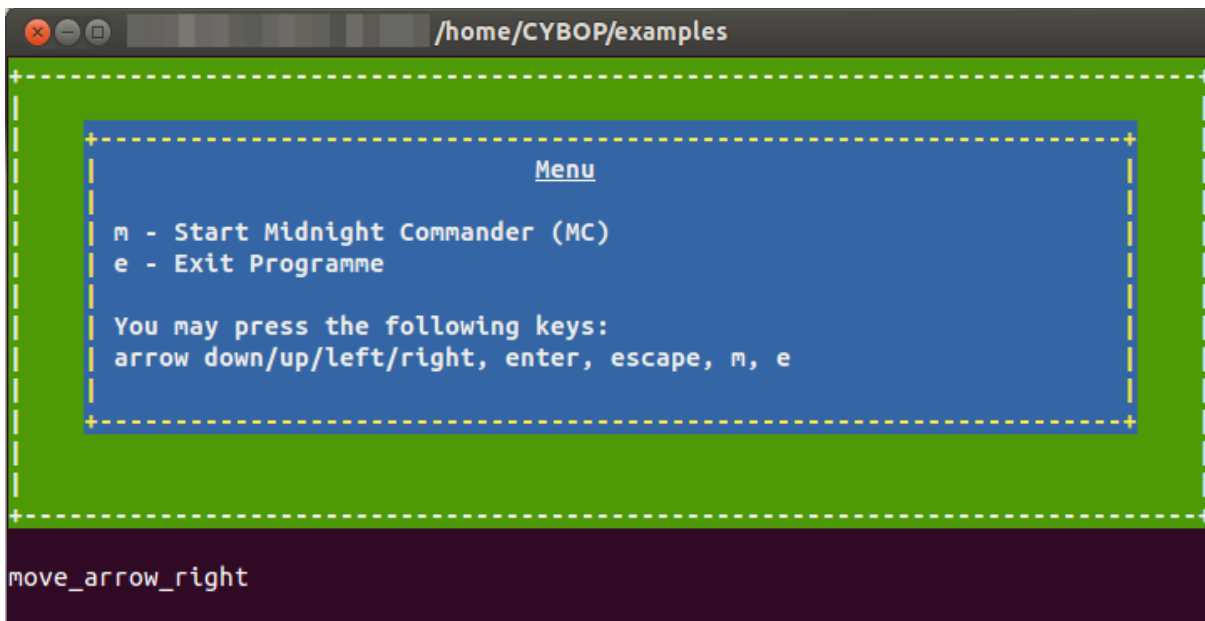 /home/CYBOP/examples
Menu
m - Start Midnight Commander (MC)
e - Exit Programme
You may press the following keys:
arrow down/up/left/right, enter, escape, m, e
move_arrow_right